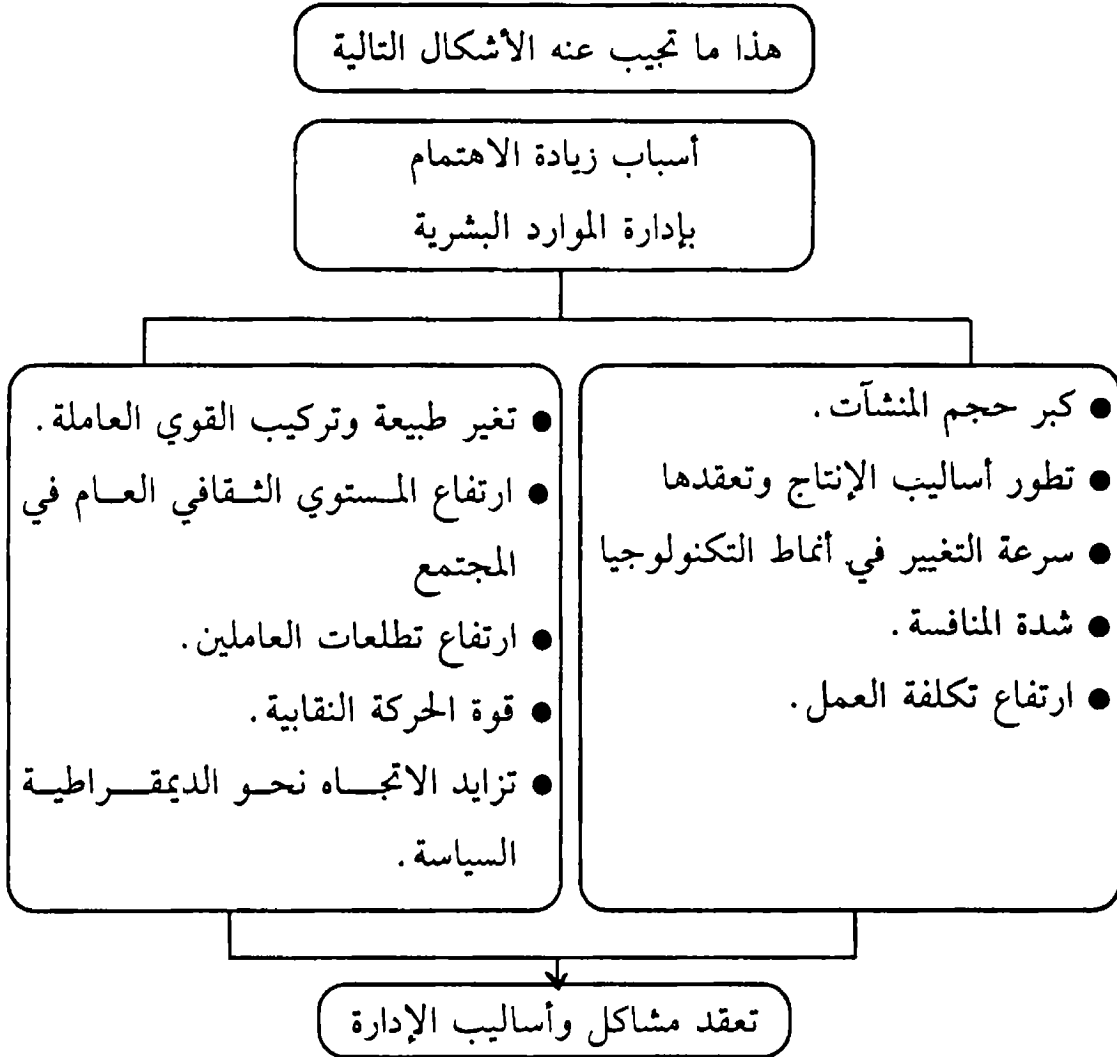 هذا ما تجيب عنه الأشكال التالية
أسباب زيادة الاهتمام
بإدارة الموارد البشرية
● كبر حجم المنشآت.
● تطور أساليب الإنتاج وتعقدها
● سرعة التغيير في أنماط التكنولوجيا
● شدة المنافسة.
● ارتفاع تكلفة العمل.
● تغير طبيعة وتركيب القوي العاملة.
● ارتفاع المستوي الثقافي العام في
المجتمع
● ارتفاع تطلعات العاملين.
● قوة الحركة النقابية.
● تزايد الاتجاه نحو الديمقراطية
السياسة.
تعقد مشاكل وأساليب الإدارة